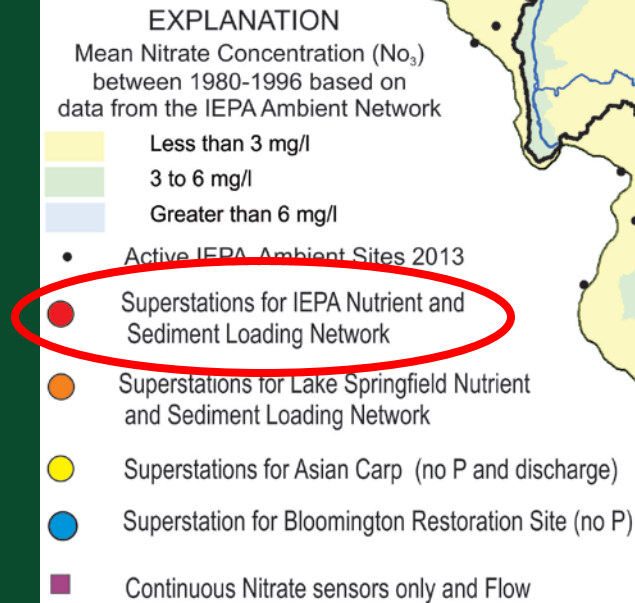 EXPLANATION
Mean Nitrate Concentration (No₃)
between 1980-1996 based on
data from the IEPA Ambient Network
Less than 3 mg/l
3 to 6 mg/l
Greater than 6 mg/l
Active IEPA Ambient Sites 2013
Superstations for IEPA Nutrient and
Sediment Loading Network
Superstations for Lake Springfield Nutrient
and Sediment Loading Network
Superstations for Asian Carp (no P and discharge)
Superstation for Bloomington Restoration Site (no P)
Continuous Nitrate sensors only and Flow